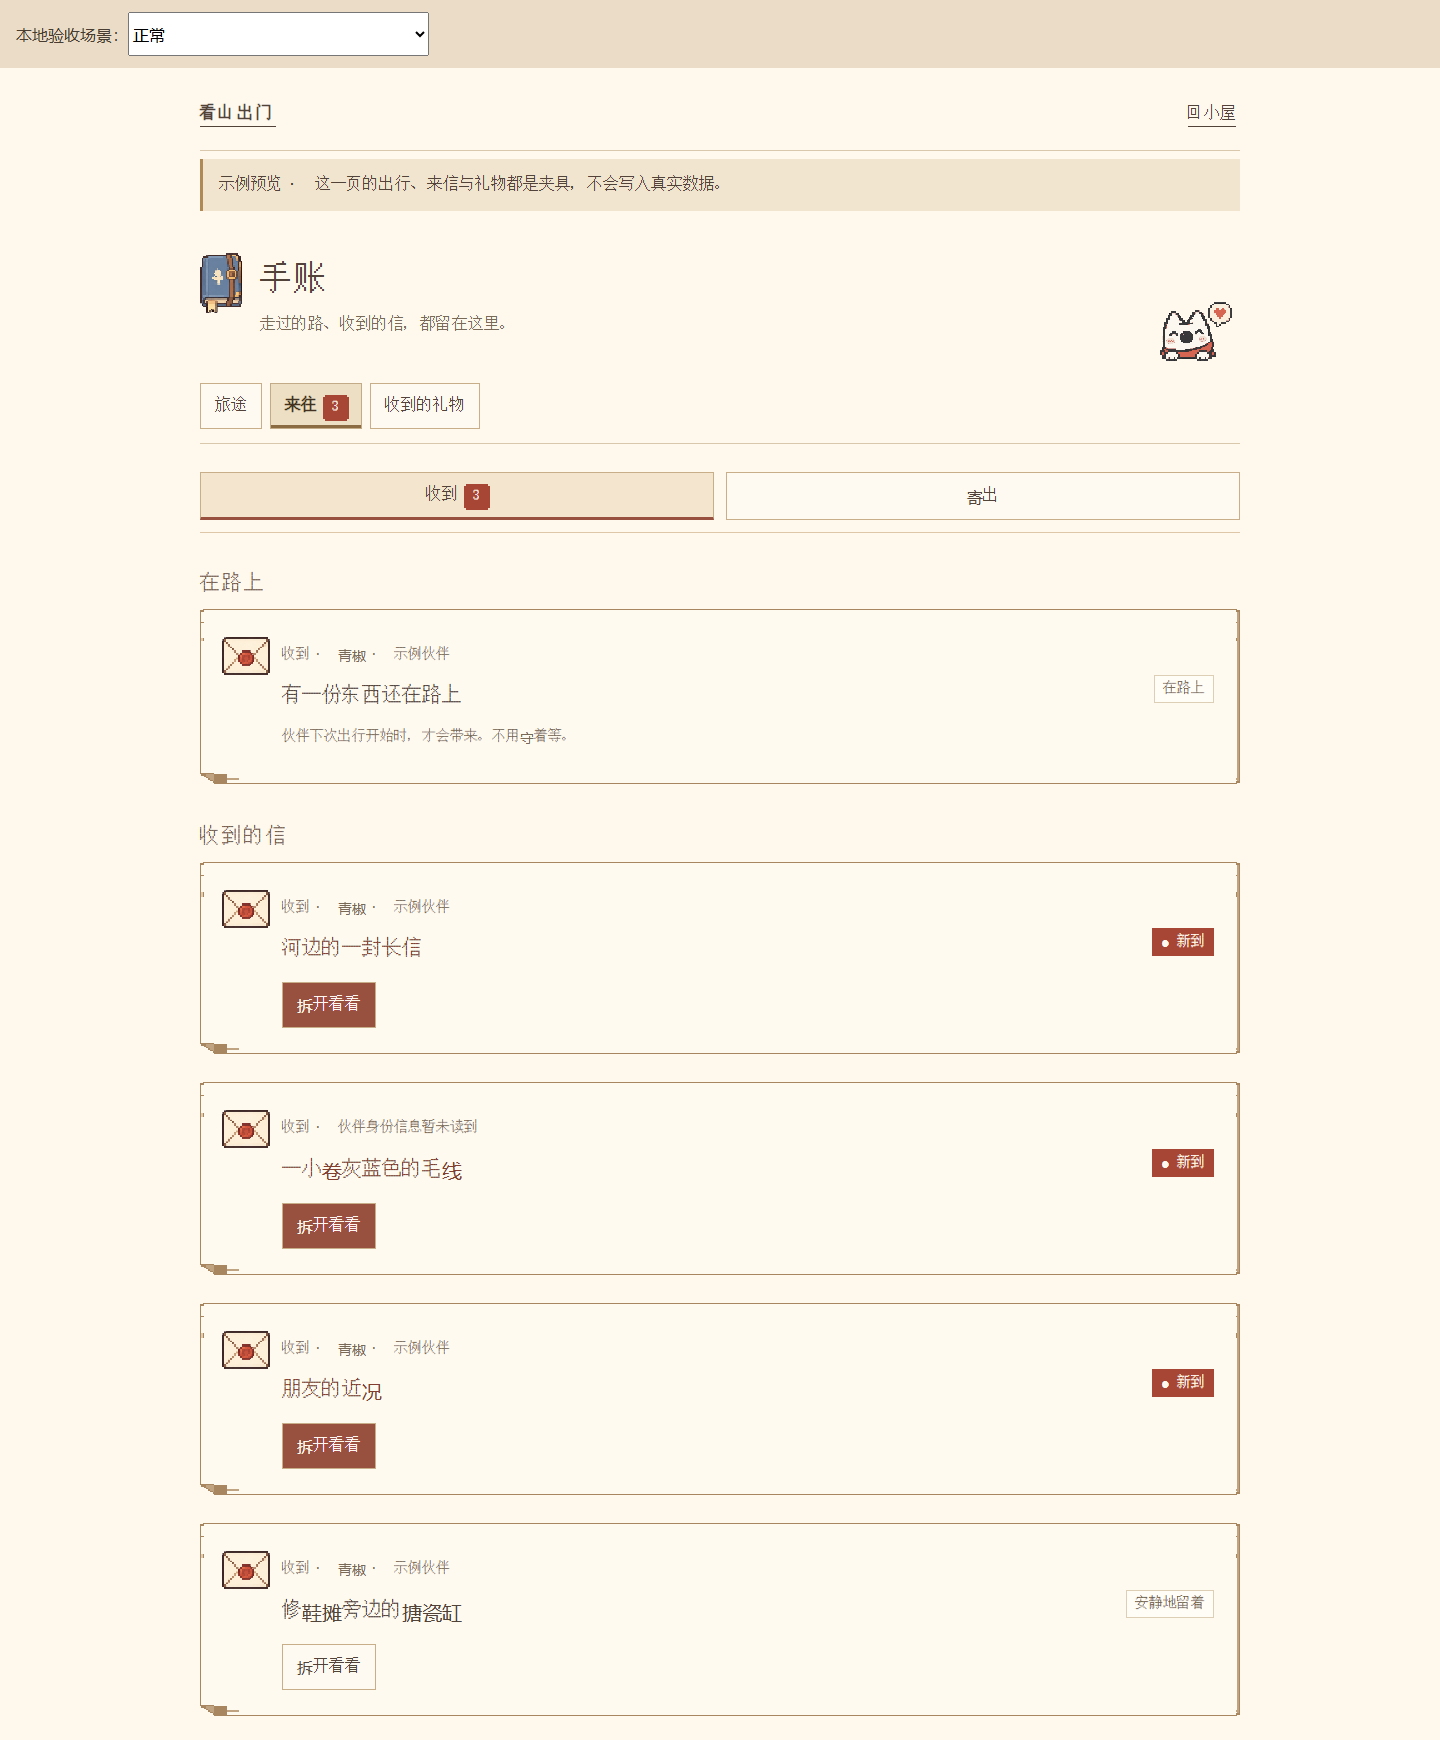 本地验收场景： 正常
看山出门 回小屋
示例预览 · 这一页的出行、来信与礼物都是夹具，不会写入真实数据。
手账
走过的路、收到的信，都留在这里。
旅途 来往 3 收到的礼物
收到 3 寄出
在路上
收到 · 青椒 · 示例伙伴
有一份东西还在路上
在路上
伙伴下次出行开始时，才会带来。不用守着等。
收到的信
收到 · 青椒 · 示例伙伴
河边的一封长信
新到
拆开看看
收到 · 伙伴身份信息暂未读到
一小卷灰蓝色的毛线
新到
拆开看看
收到 · 青椒 · 示例伙伴
朋友的近况
新到
拆开看看
收到 · 青椒 · 示例伙伴
修鞋摊旁边的搪瓷缸
安静地留着
拆开看看